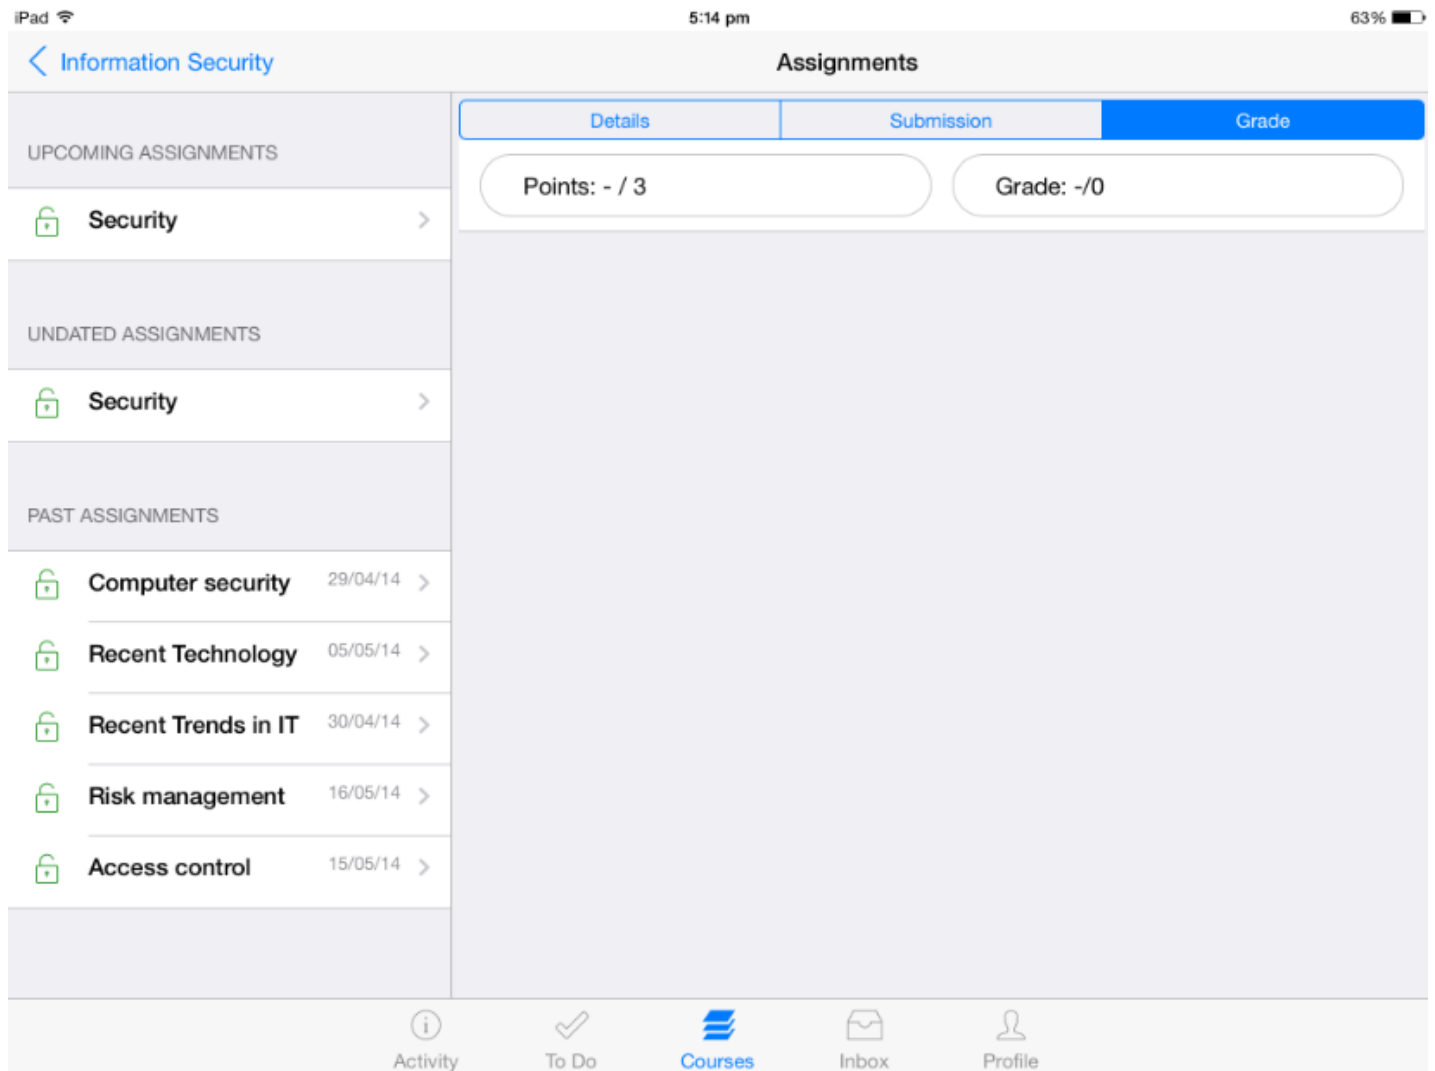 iPad 5:14 pm 63%
Information Security Assignments
Details Submission Grade
Points: - / 3 Grade: -/0
UPCOMING ASSIGNMENTS
Security
UNDATED ASSIGNMENTS
Security
PAST ASSIGNMENTS
Computer security 29/04/14
Recent Technology 05/05/14
Recent Trends in IT 30/04/14
Risk management 16/05/14
Access control 15/05/14
Activity To Do Courses Inbox Profile